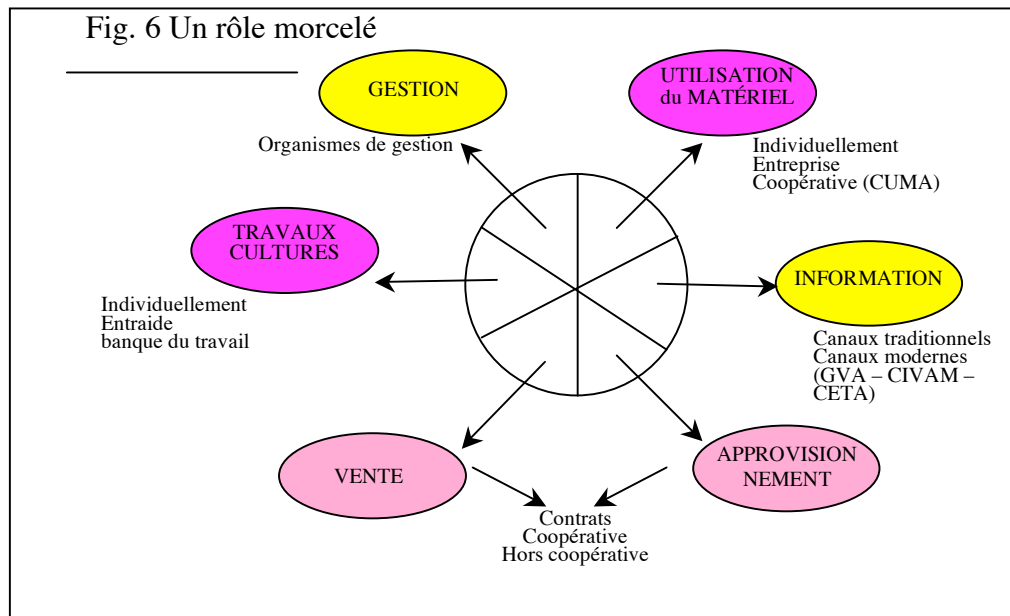 Fig. 6 Un rôle morcelé
GESTION
Organismes de gestion
UTILISATION
du MATÉRIEL
Individuellement
Entreprise
Coopérative (CUMA)
TRAVAUX
CULTURES
Individuellement
Entraide
banque du travail
INFORMATION
Canaux traditionnels
Canaux modernes
(GVA – CIVAM –
CETA)
VENTE
APPROVISION
NEMENT
Contrats
Coopérative
Hors coopérative